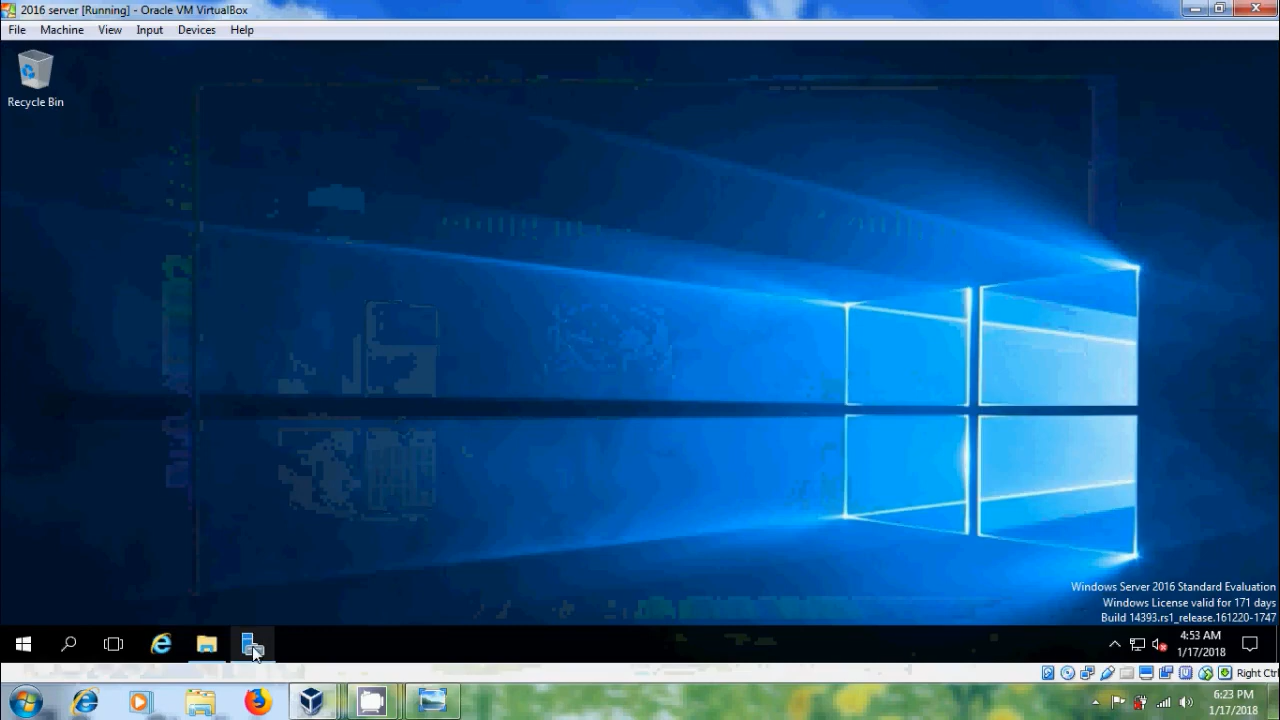 2016 server [Running] - Oracle VM VirtualBox
File Machine View Input Devices Help
Recycle Bin
Windows Server 2016 Standard Evaluation
Windows License valid for 171 days
Build 14393.rs1_release.161220-1747
4:53 AM
1/17/2018
Right Ctrl
6:23 PM
1/17/2018